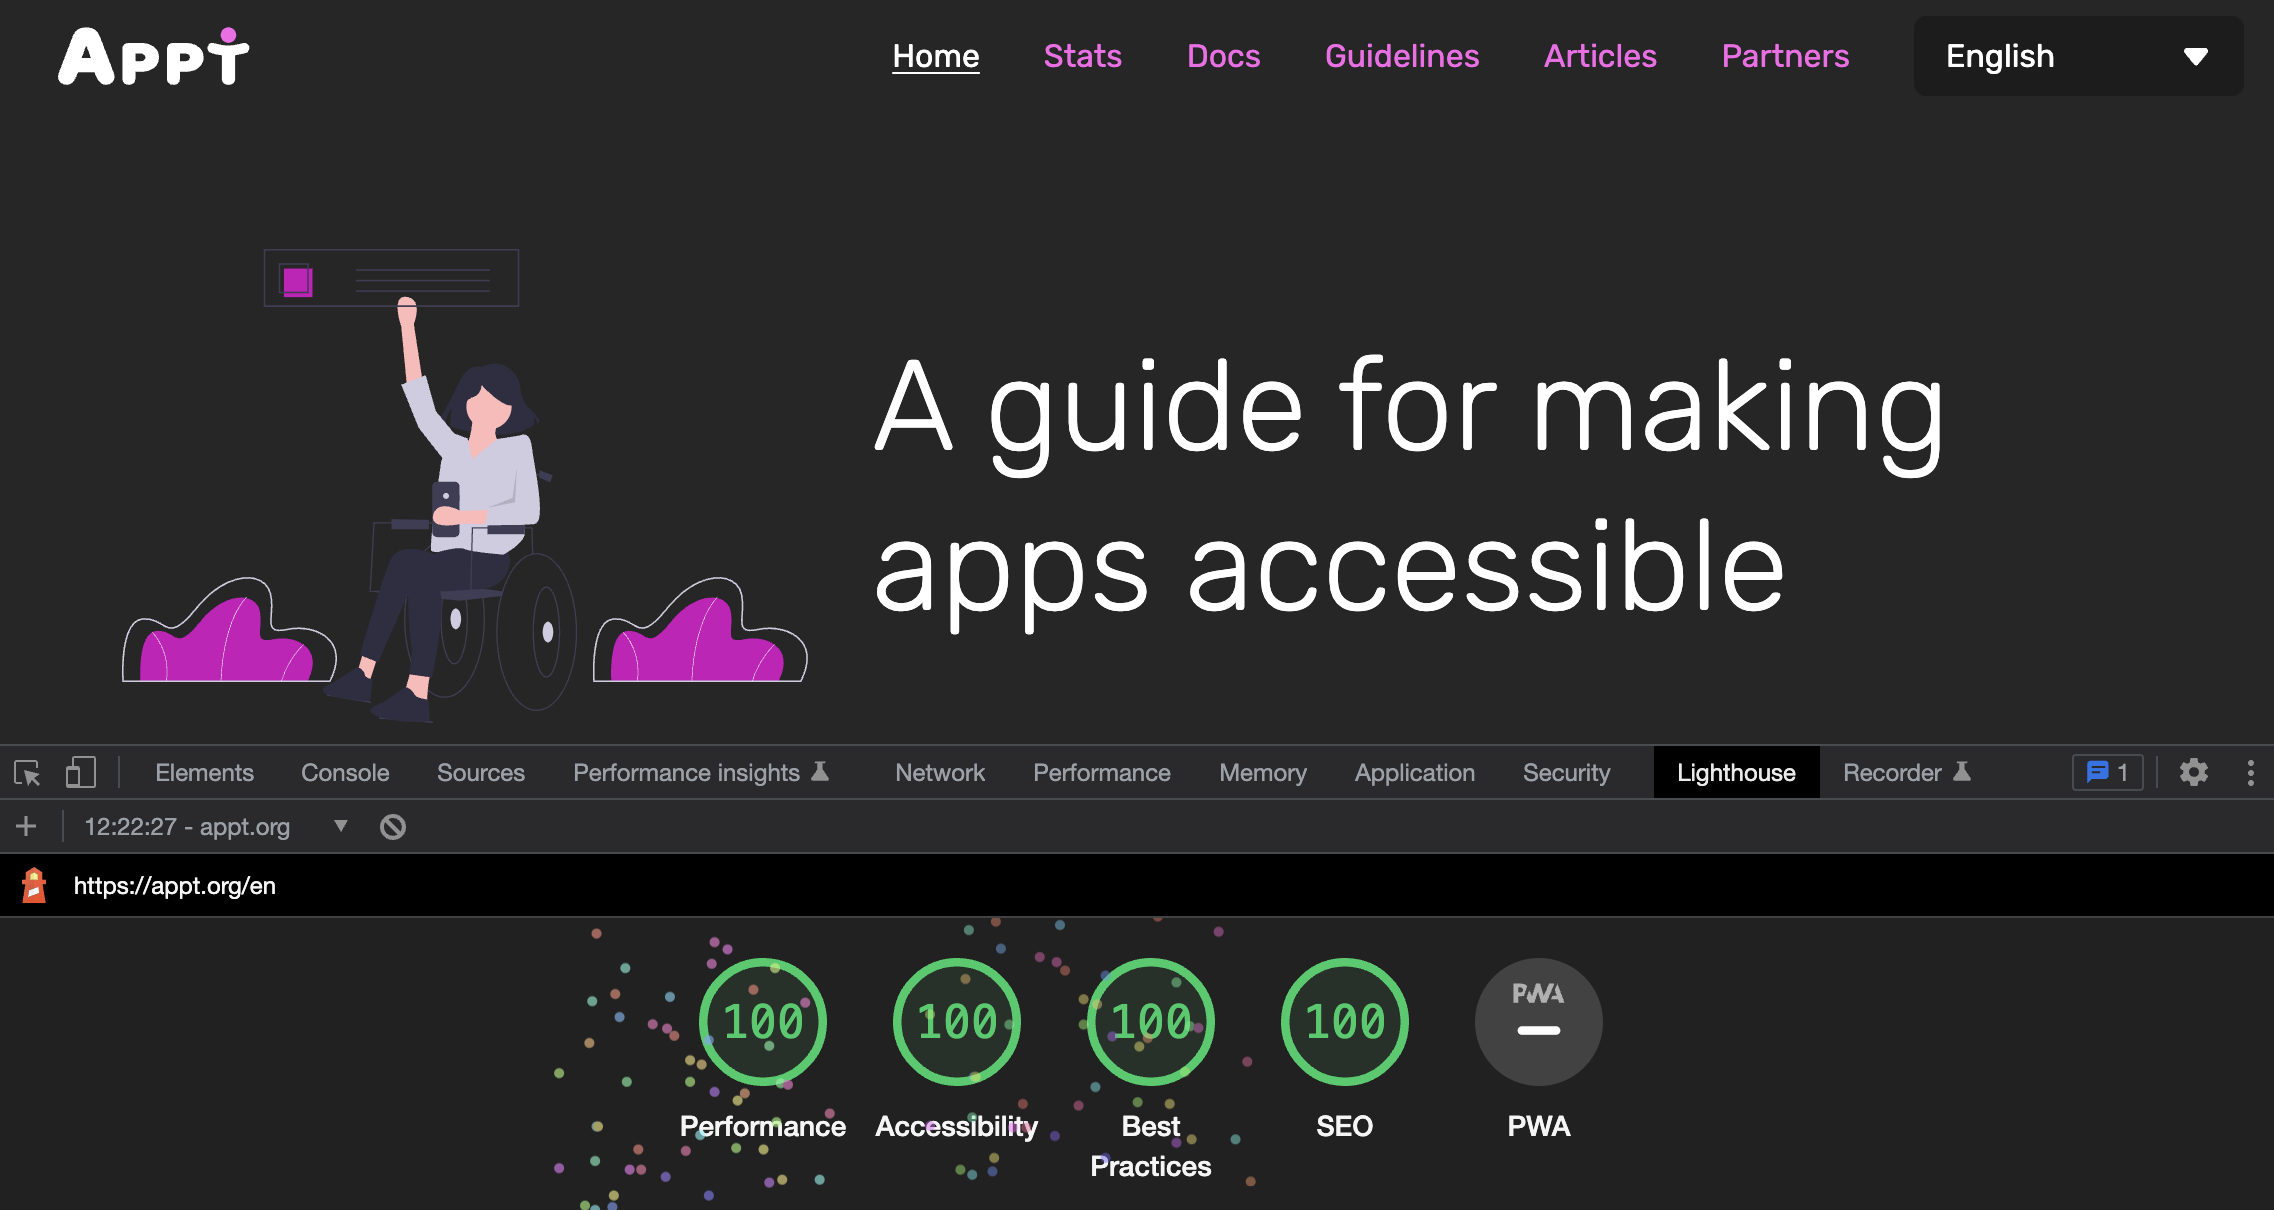 APPT
Home Stats Docs Guidelines Articles Partners English
A guide for making
apps accessible
Elements Console Sources Performance insights Network Performance Memory Application Security Lighthouse Recorder 1
12:22:27 - appt.org
https://appt.org/en
100 100 100 100 PWA
Performance Accessibility Best Practices SEO PWA